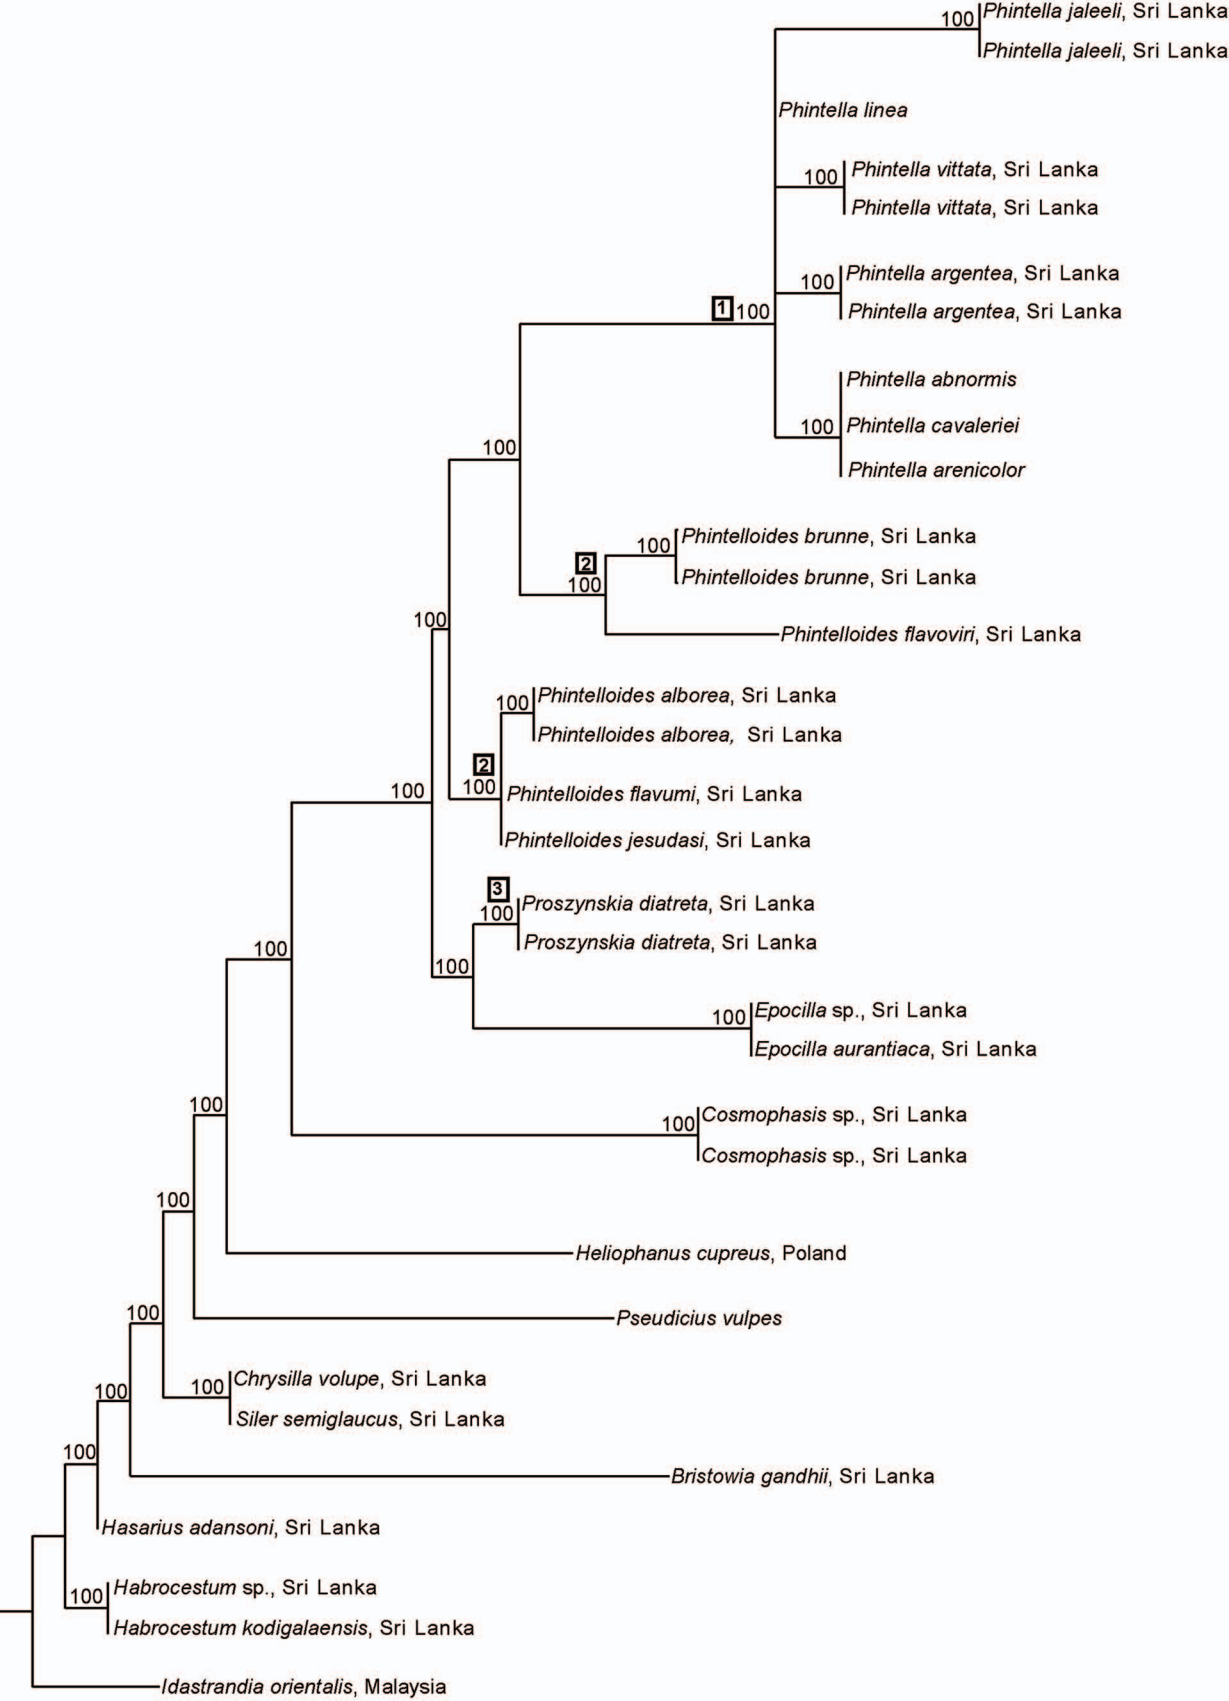 100 Phintella jaleeli, Sri Lanka
Phintella jaleeli, Sri Lanka
Phintella linea
100 Phintella vittata, Sri Lanka
Phintella vittata, Sri Lanka
100 Phintella argentea, Sri Lanka
1 100 Phintella argentea, Sri Lanka
Phintella abnormis
100 Phintella cavaleriei
100
Phintella arenicolor
100 Phintelloides brunne, Sri Lanka
2
100 Phintelloides brunne, Sri Lanka
100
Phintelloides flavoviri, Sri Lanka
100 Phintelloides alborea, Sri Lanka
Phintelloides alborea, Sri Lanka
2
100 100 Phintelloides flavumi, Sri Lanka
Phintelloides jesudasi, Sri Lanka
3
100 Proszynskia diatreta, Sri Lanka
100 Proszynskia diatreta, Sri Lanka
100
100 Epocilla sp., Sri Lanka
Epocilla aurantiaca, Sri Lanka
100
100 Cosmophasis sp., Sri Lanka
Cosmophasis sp., Sri Lanka
100
Heliophanus cupreus, Poland
100 Pseudicius vulpes
100 Chrysilla volupe, Sri Lanka
100 Siler semiglaucus, Sri Lanka
100 Bristowia gandhii, Sri Lanka
Hasarius adansoni, Sri Lanka
100 Habrocestum sp., Sri Lanka
Habrocestum kodigalaensis, Sri Lanka
Idastrandia orientalis, Malaysia